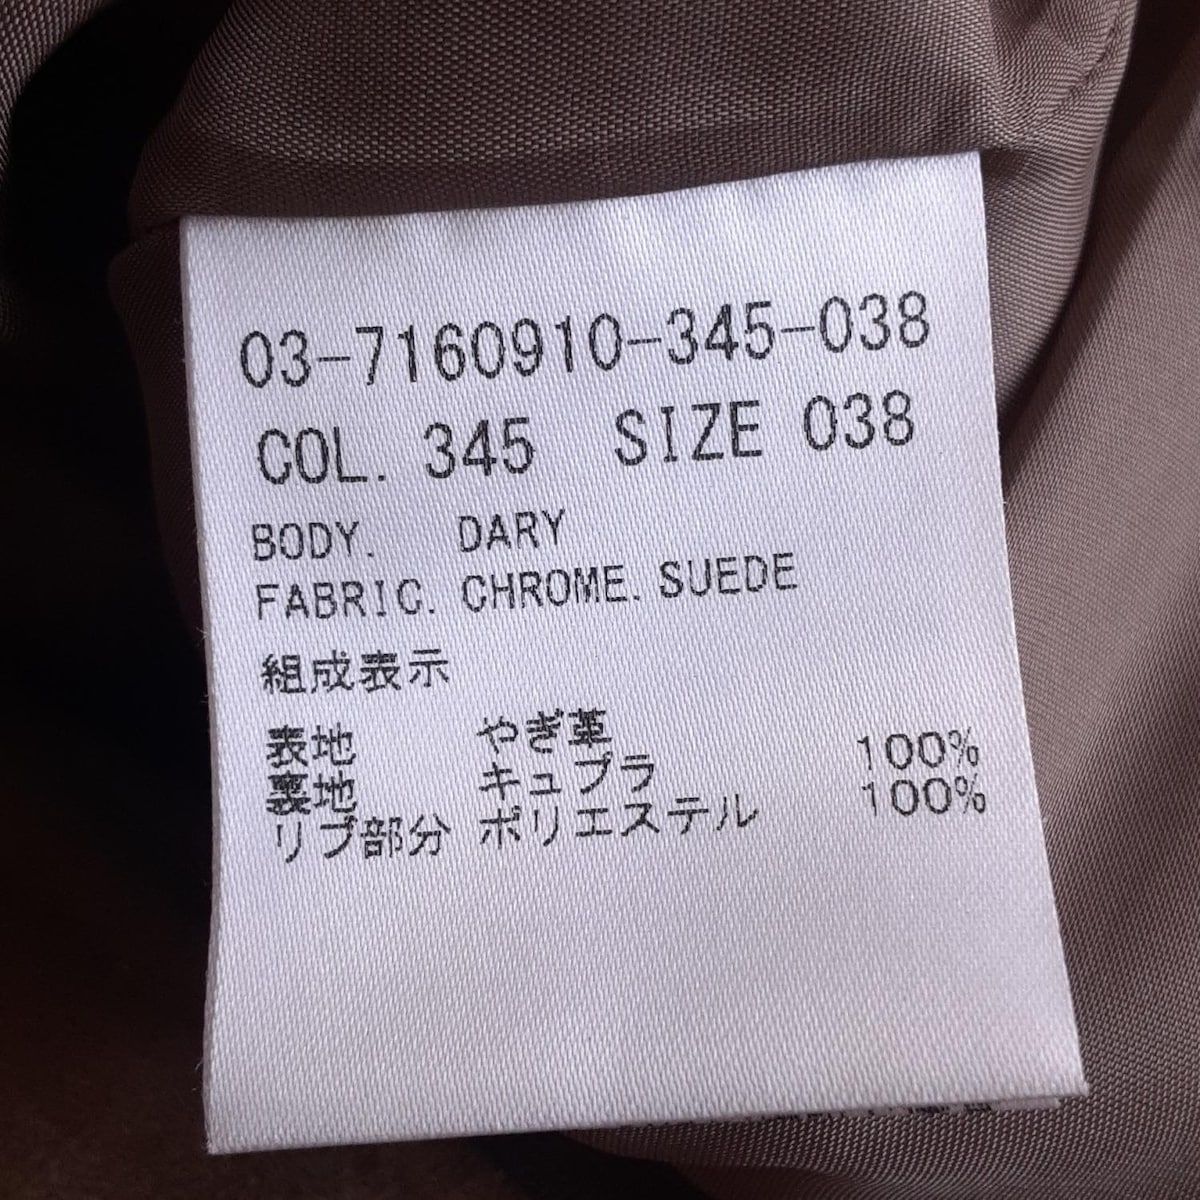 03-7160910-345-038
COL. 345 SIZE 038
BODY. DARY
FABRIC. CHROME. SUEDE
組成表示
表地 やぎ革
裏地 キュプラ 100%
リブ部分 ポリエステル 100%